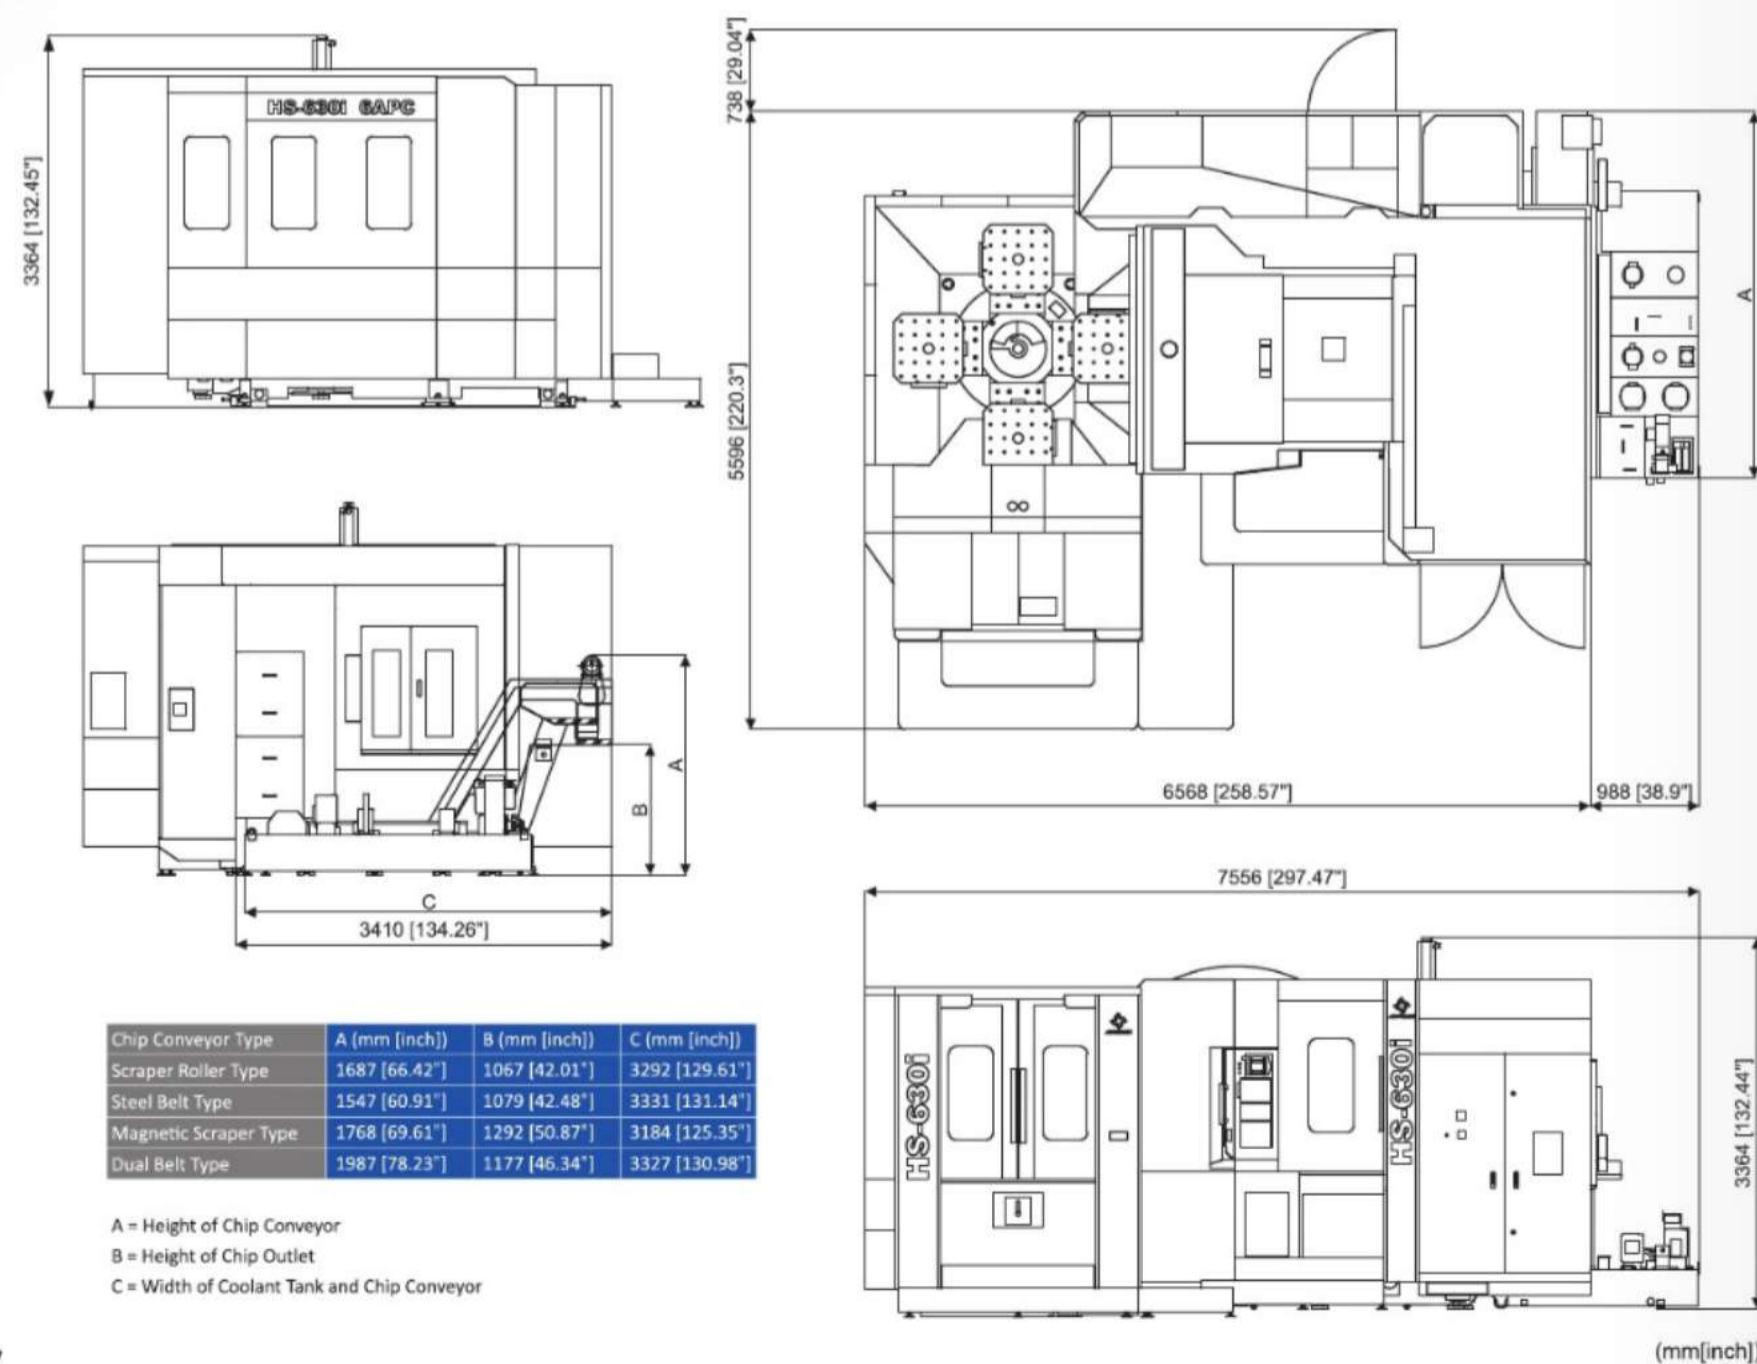 HS-630i 6APC
3364 [132.45"]
738 [29.04"]
5596 [220.3"]
A
6568 [258.57"]
988 [38.9"]
A
B
C
3410 [134.26"]
7556 [297.47"]
HS-630i
HS-630i
3364 [132.44"]
Chip Conveyor Type A (mm [inch]) B (mm [inch]) C (mm [inch])
Scraper Roller Type 1687 [66.42"] 1067 [42.01"] 3292 [129.61"]
Steel Belt Type 1547 [60.91"] 1079 [42.48"] 3331 [131.14"]
Magnetic Scraper Type 1768 [69.61"] 1292 [50.87"] 3184 [125.35"]
Dual Belt Type 1987 [78.23"] 1177 [46.34"] 3327 [130.98"]
A = Height of Chip Conveyor
B = Height of Chip Outlet
C = Width of Coolant Tank and Chip Conveyor
(mm[inch])